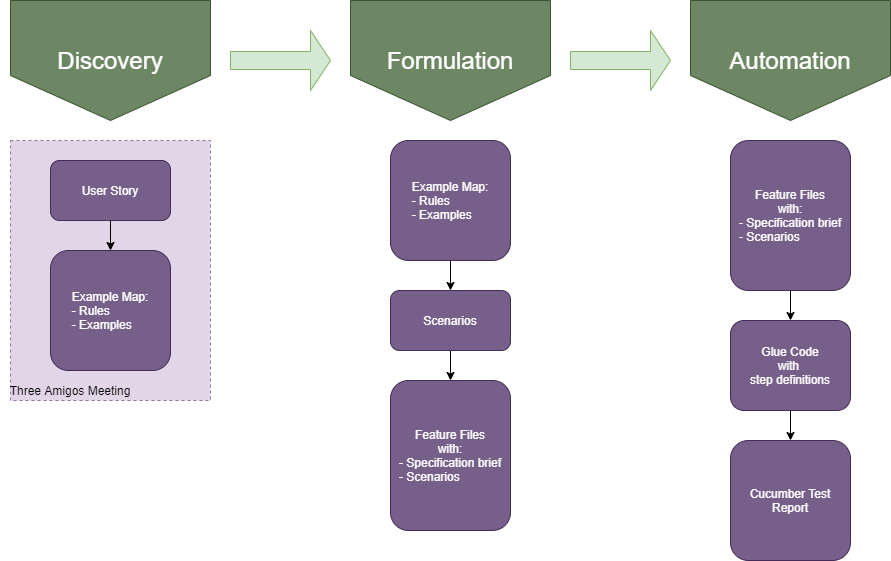 Discovery
Formulation
Automation
User Story
Example Map:
- Rules
- Examples
Three Amigos Meeting
Example Map:
- Rules
- Examples
Scenarios
Feature Files
with:
- Specification brief
- Scenarios
Feature Files
with:
- Specification brief
- Scenarios
Glue Code
with
step definitions
Cucumber Test
Report